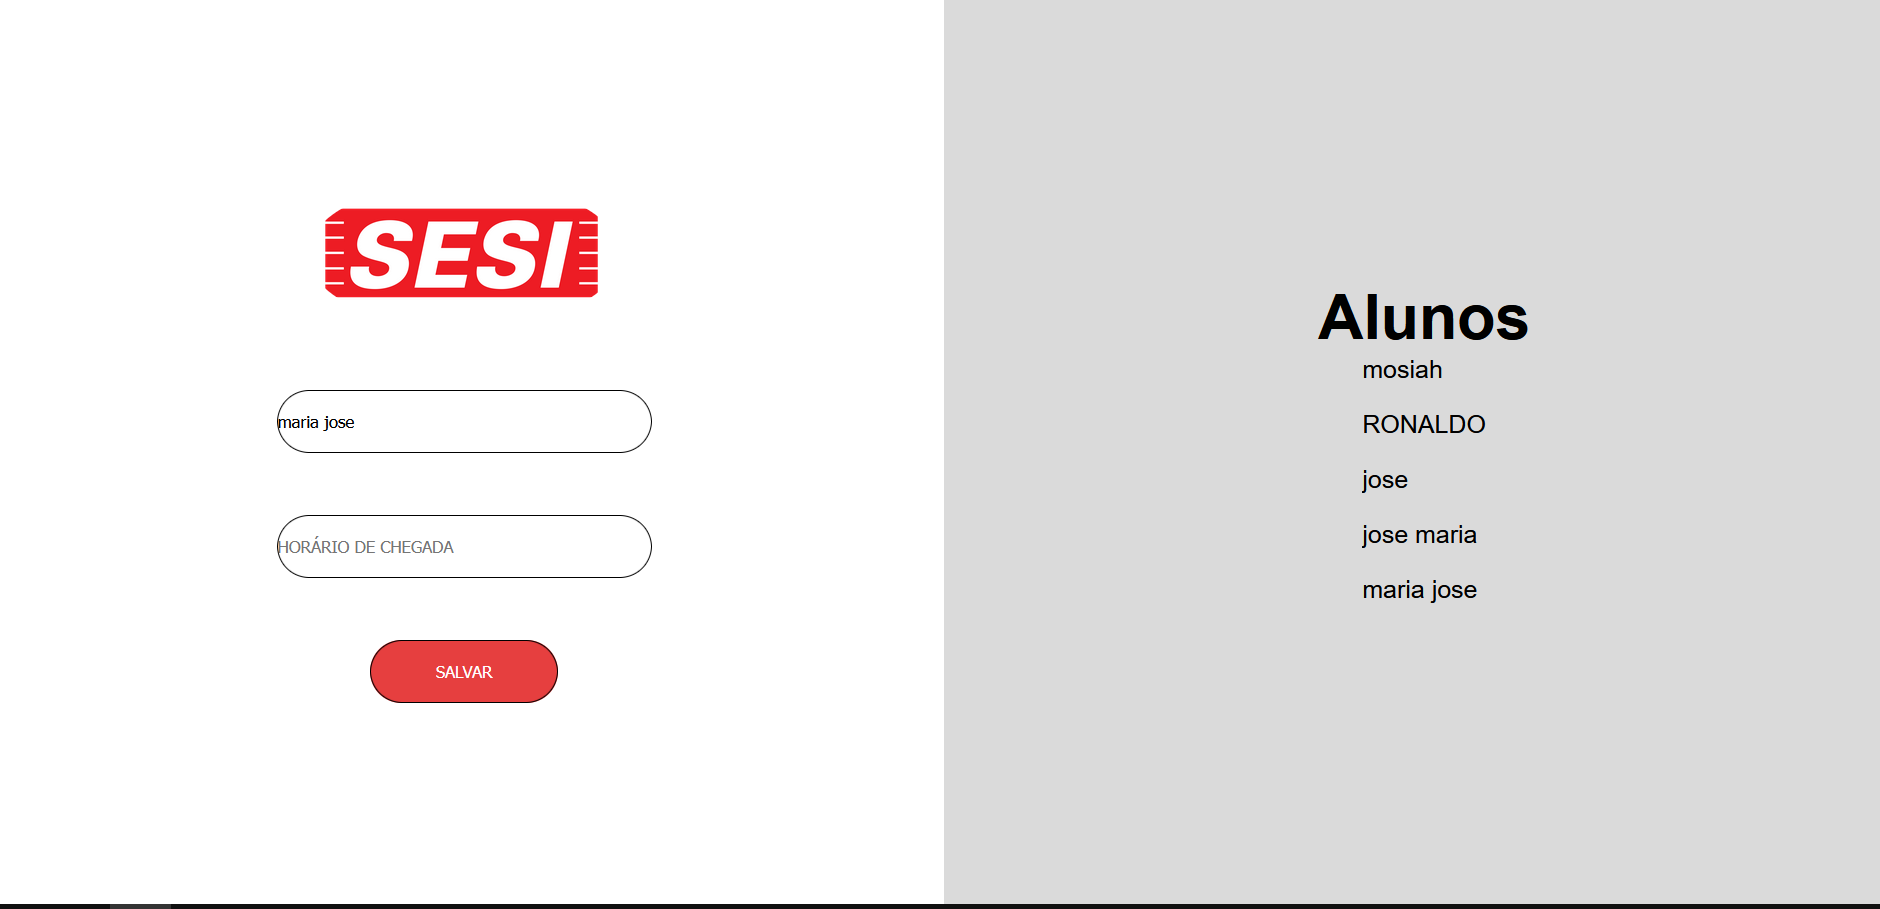 SESI
maria jose
HORÁRIO DE CHEGADA
SALVAR
Alunos
mosiah
RONALDO
jose
jose maria
maria jose